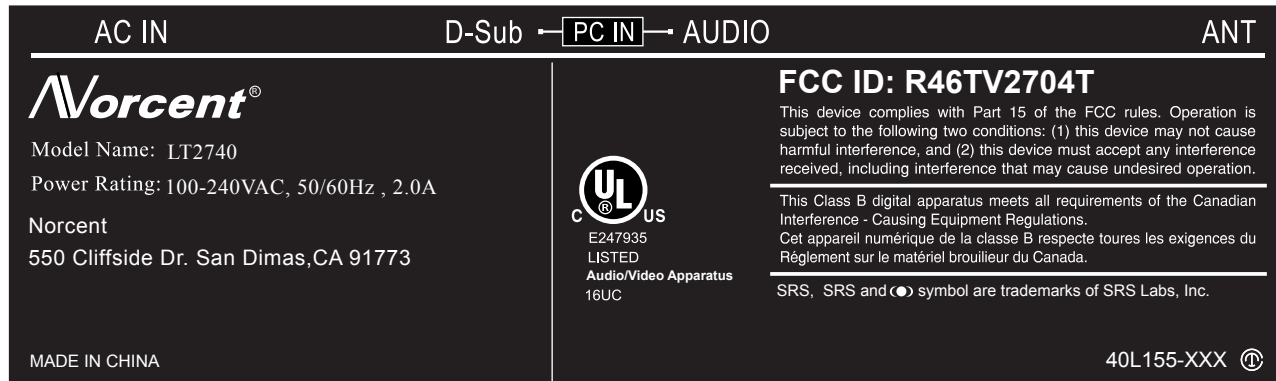 AC IN D-Sub PC IN AUDIO ANT
Norcent®
Model Name: LT2740
Power Rating: 100-240VAC, 50/60Hz , 2.0A
Norcent
550 Cliffside Dr. San Dimas,CA 91773
MADE IN CHINA
UL
®
C US
E247935
LISTED
Audio/Video Apparatus
16UC
FCC ID: R46TV2704T
This device complies with Part 15 of the FCC rules. Operation is
subject to the following two conditions: (1) this device may not cause
harmful interference, and (2) this device must accept any interference
received, including interference that may cause undesired operation.
This Class B digital apparatus meets all requirements of the Canadian
Interference - Causing Equipment Regulations.
Cet appareil numérique de la classe B respecte toures les exigences du
Réglement sur le matériel brouilieur du Canada.
SRS, SRS and symbol are trademarks of SRS Labs, Inc.
40L155-XXX